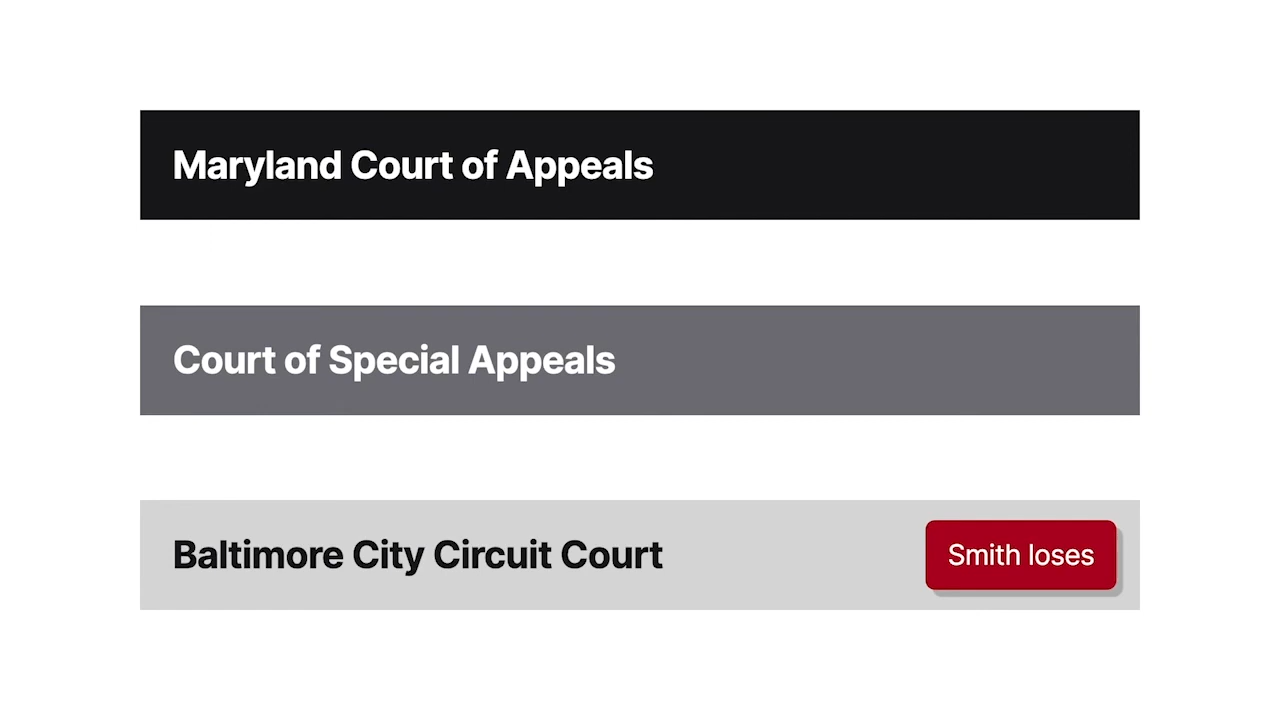 Maryland Court of Appeals
Court of Special Appeals
Baltimore City Circuit Court
Smith loses